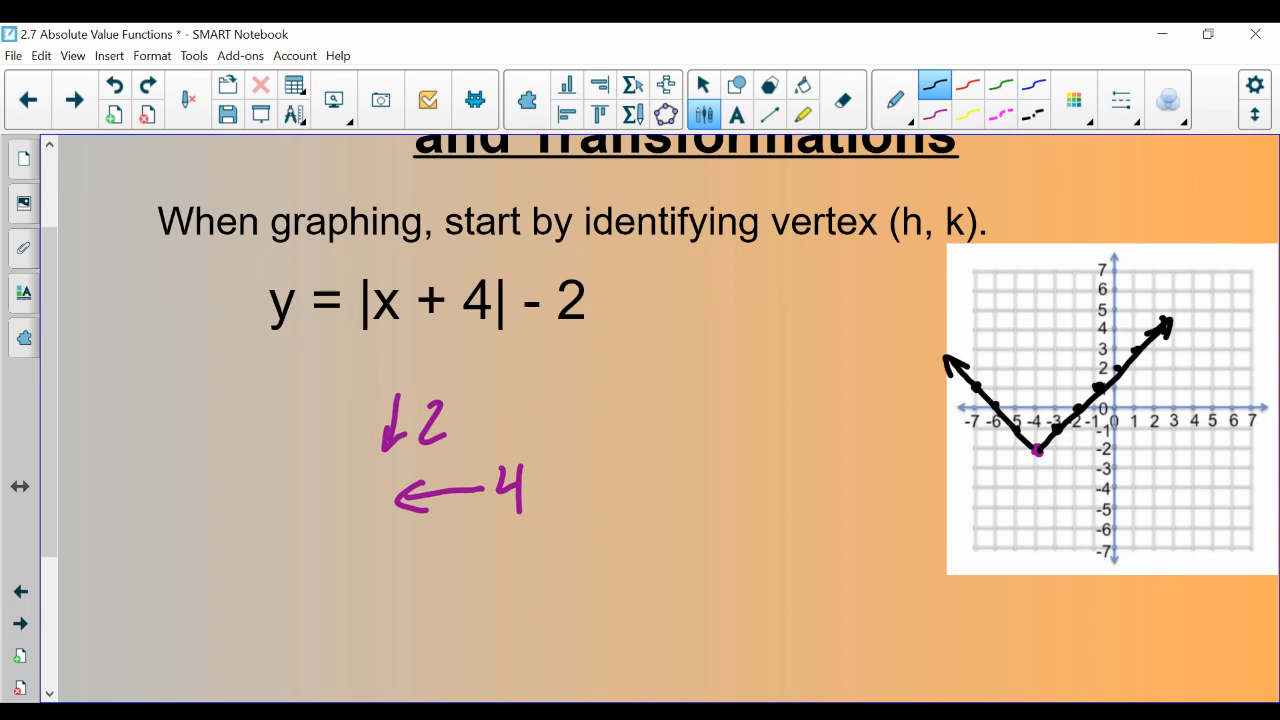 2.7 Absolute Value Functions * - SMART Notebook
File Edit View Insert Format Tools Add-ons Account Help
and Transformations
When graphing, start by identifying vertex (h, k).
y = |x + 4| - 2
↓2
←4
7
6
5
4
3
2
0
-7 -6 5 -4 -3 -2 -1 0 1 2 3 4 5 6 7
-1
-2
-3
-4
-5
-6
-7